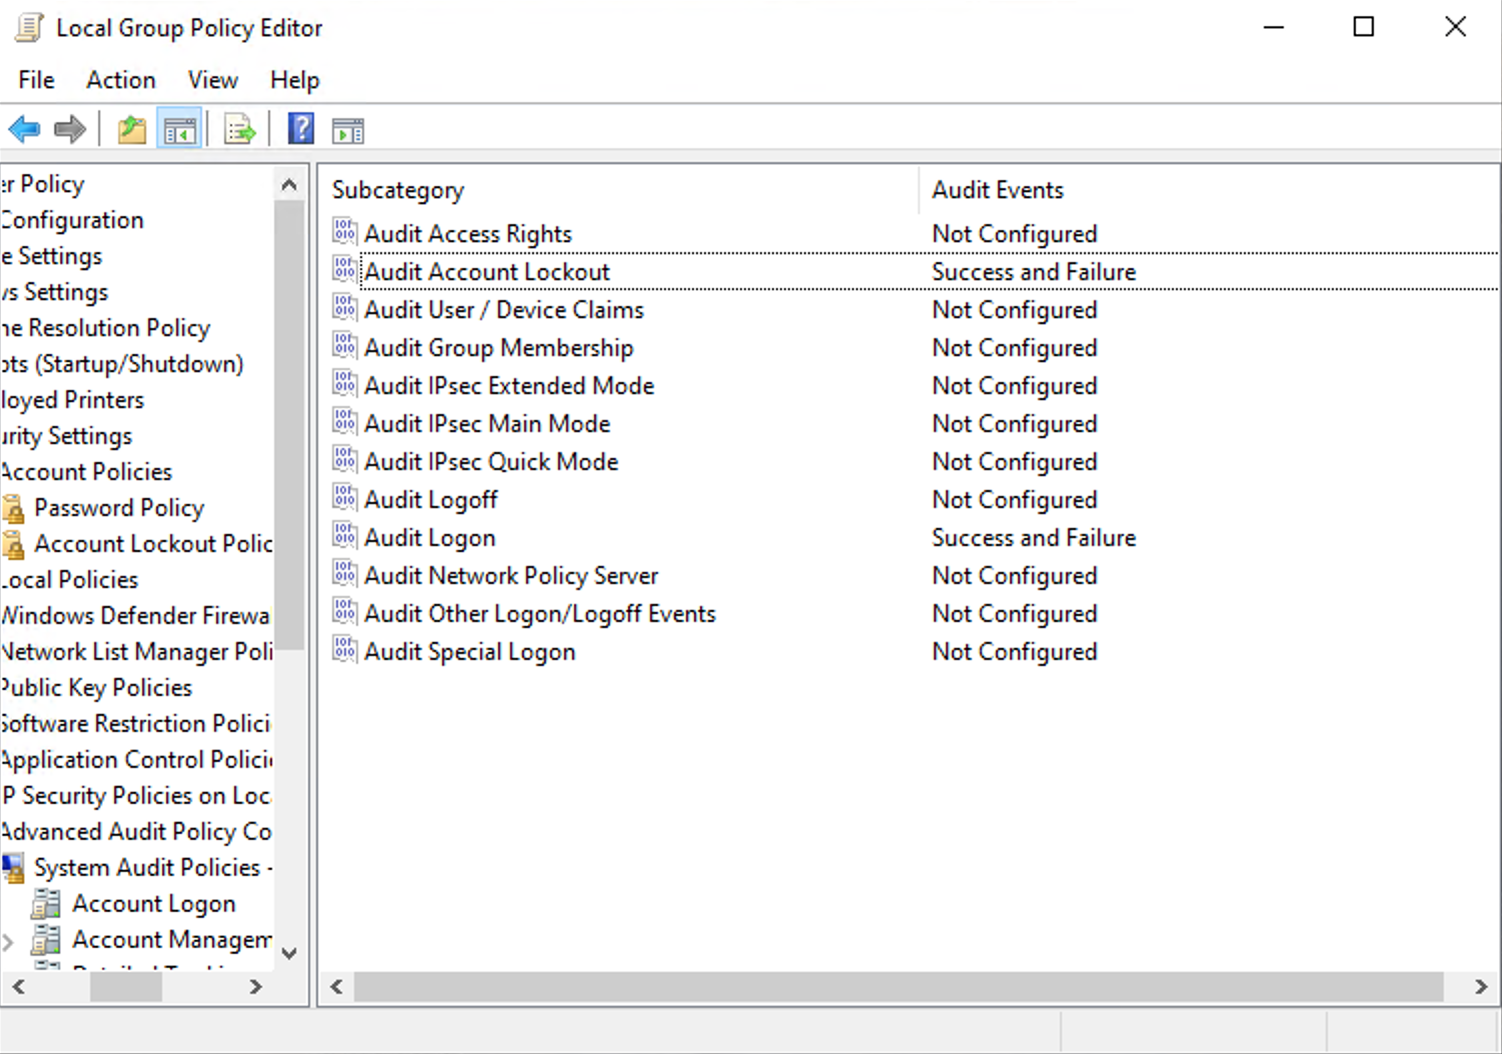 Local Group Policy Editor
File Action View Help
er Policy
Configuration
e Settings
vs Settings
ne Resolution Policy
pts (Startup/Shutdown)
loyed Printers
urity Settings
Account Policies
Password Policy
Account Lockout Polic
Local Policies
Windows Defender Firewa
Network List Manager Poli
Public Key Policies
Software Restriction Polici
Application Control Polici
IP Security Policies on Loc
Advanced Audit Policy Co
System Audit Policies -
Account Logon
Account Managem
Subcategory Audit Events
Audit Access Rights Not Configured
Audit Account Lockout Success and Failure
Audit User / Device Claims Not Configured
Audit Group Membership Not Configured
Audit IPsec Extended Mode Not Configured
Audit IPsec Main Mode Not Configured
Audit IPsec Quick Mode Not Configured
Audit Logoff Not Configured
Audit Logon Success and Failure
Audit Network Policy Server Not Configured
Audit Other Logon/Logoff Events Not Configured
Audit Special Logon Not Configured